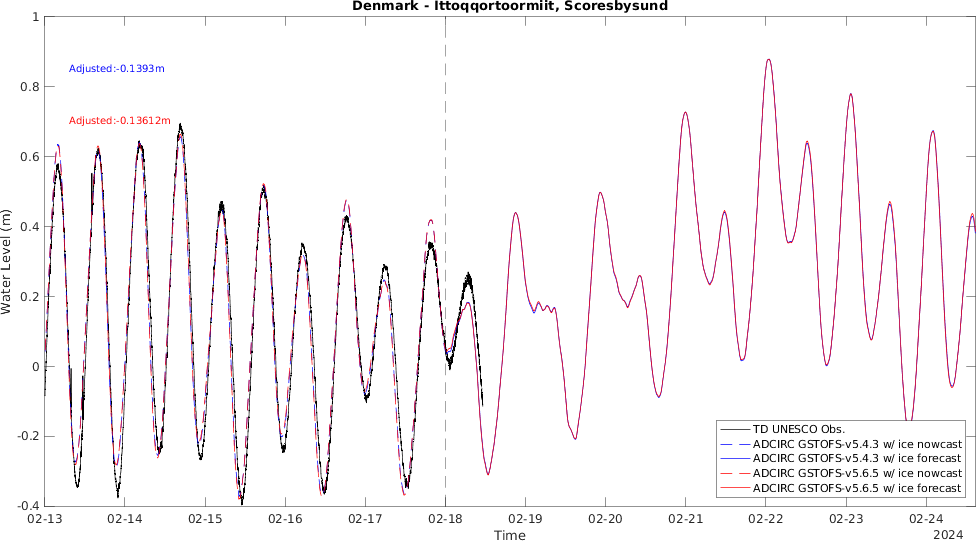 Denmark - Ittoqqortoormiit, Scoresbysund
1
0.8
0.6
0.4
0.2
0
-0.2
-0.4
Water Level (m)
Adjusted:-0.1393m
Adjusted:-0.13612m
TD UNESCO Obs.
ADCIRC GSTOFS-v5.4.3 w/ ice nowcast
ADCIRC GSTOFS-v5.4.3 w/ ice forecast
ADCIRC GSTOFS-v5.6.5 w/ ice nowcast
ADCIRC GSTOFS-v5.6.5 w/ ice forecast
02-13 02-14 02-15 02-16 02-17 02-18 02-19 02-20 02-21 02-22 02-23 02-24
Time
2024